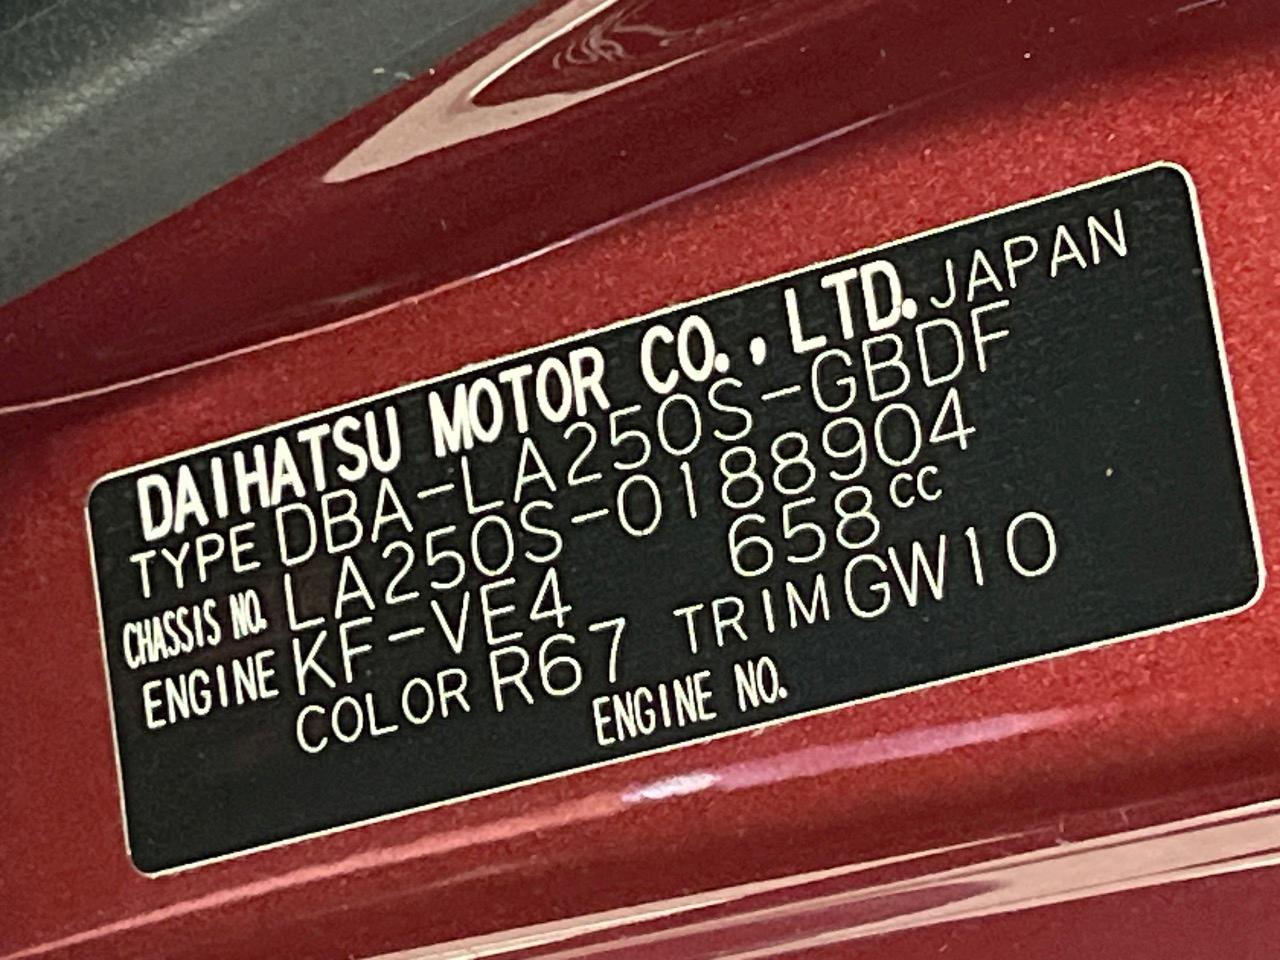 DAIHATSU MOTOR CO., LTD. JAPAN
TYPE DBA-LA250S-GBDF
CHASSIS NO. LA250S-0188904
ENGINE KF-VE4 658cc
COLOR R67 TRIM GW10
ENGINE NO.